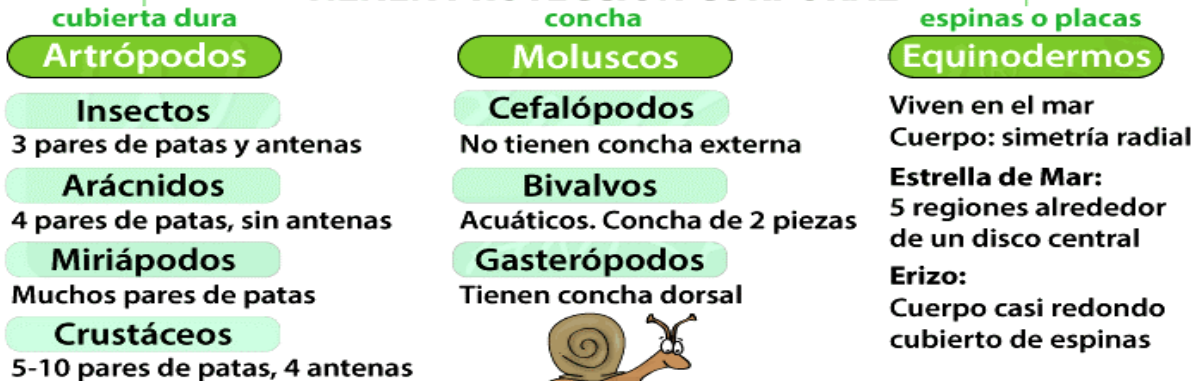 cubierta dura
Artrópodos
Insectos
3 pares de patas y antenas
Arácnidos
4 pares de patas, sin antenas
Miriápodos
Muchos pares de patas
Crustáceos
5-10 pares de patas, 4 antenas
concha
Moluscos
Cefalópodos
No tienen concha externa
Bivalvos
Acuáticos. Concha de 2 piezas
Gasterópodos
Tienen concha dorsal
espinas o placas
Equinodermos
Viven en el mar
Cuerpo: simetría radial
Estrella de Mar:
5 regiones alrededor
de un disco central
Erizo:
Cuerpo casi redondo
cubierto de espinas